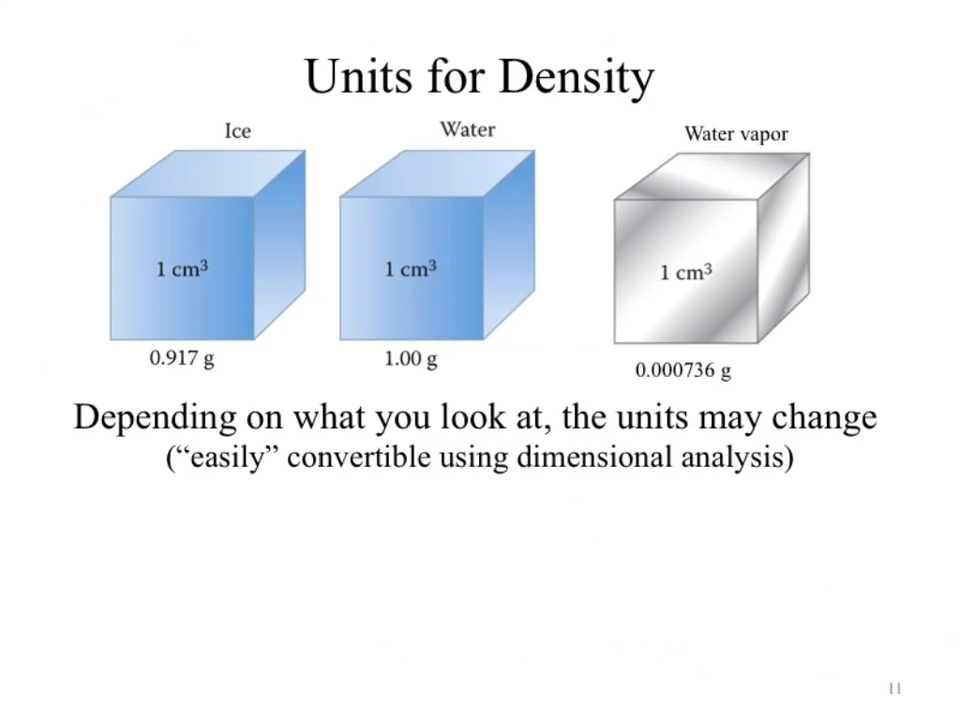 Units for Density
Ice
Water
Water vapor
1 cm³
1 cm³
1 cm³
0.917 g
1.00 g
0.000736 g
Depending on what you look at, the units may change
(“easily” convertible using dimensional analysis)
11